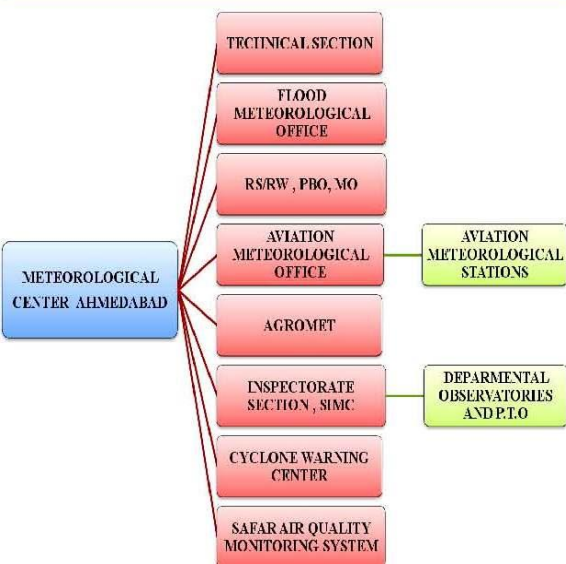 TECHNICAL SECTION
FLOOD
METEOROLOGICAL
OFFICE
RS/RW , PBO, MO
AVIATION
METEOROLOGICAL
OFFICE
AVIATION
METEOROLOGICAL
STATIONS
METEOROLOGICAL
CENTER AHMEDABAD
AGROMET
INSPECTORATE
SECTION , SIMC
DEPARMENTAL
OBSERVATORIES
AND P.T.O
CYCLONE WARNING
CENTER
SAFAR AIR QUALITY
MONITORING SYSTEM